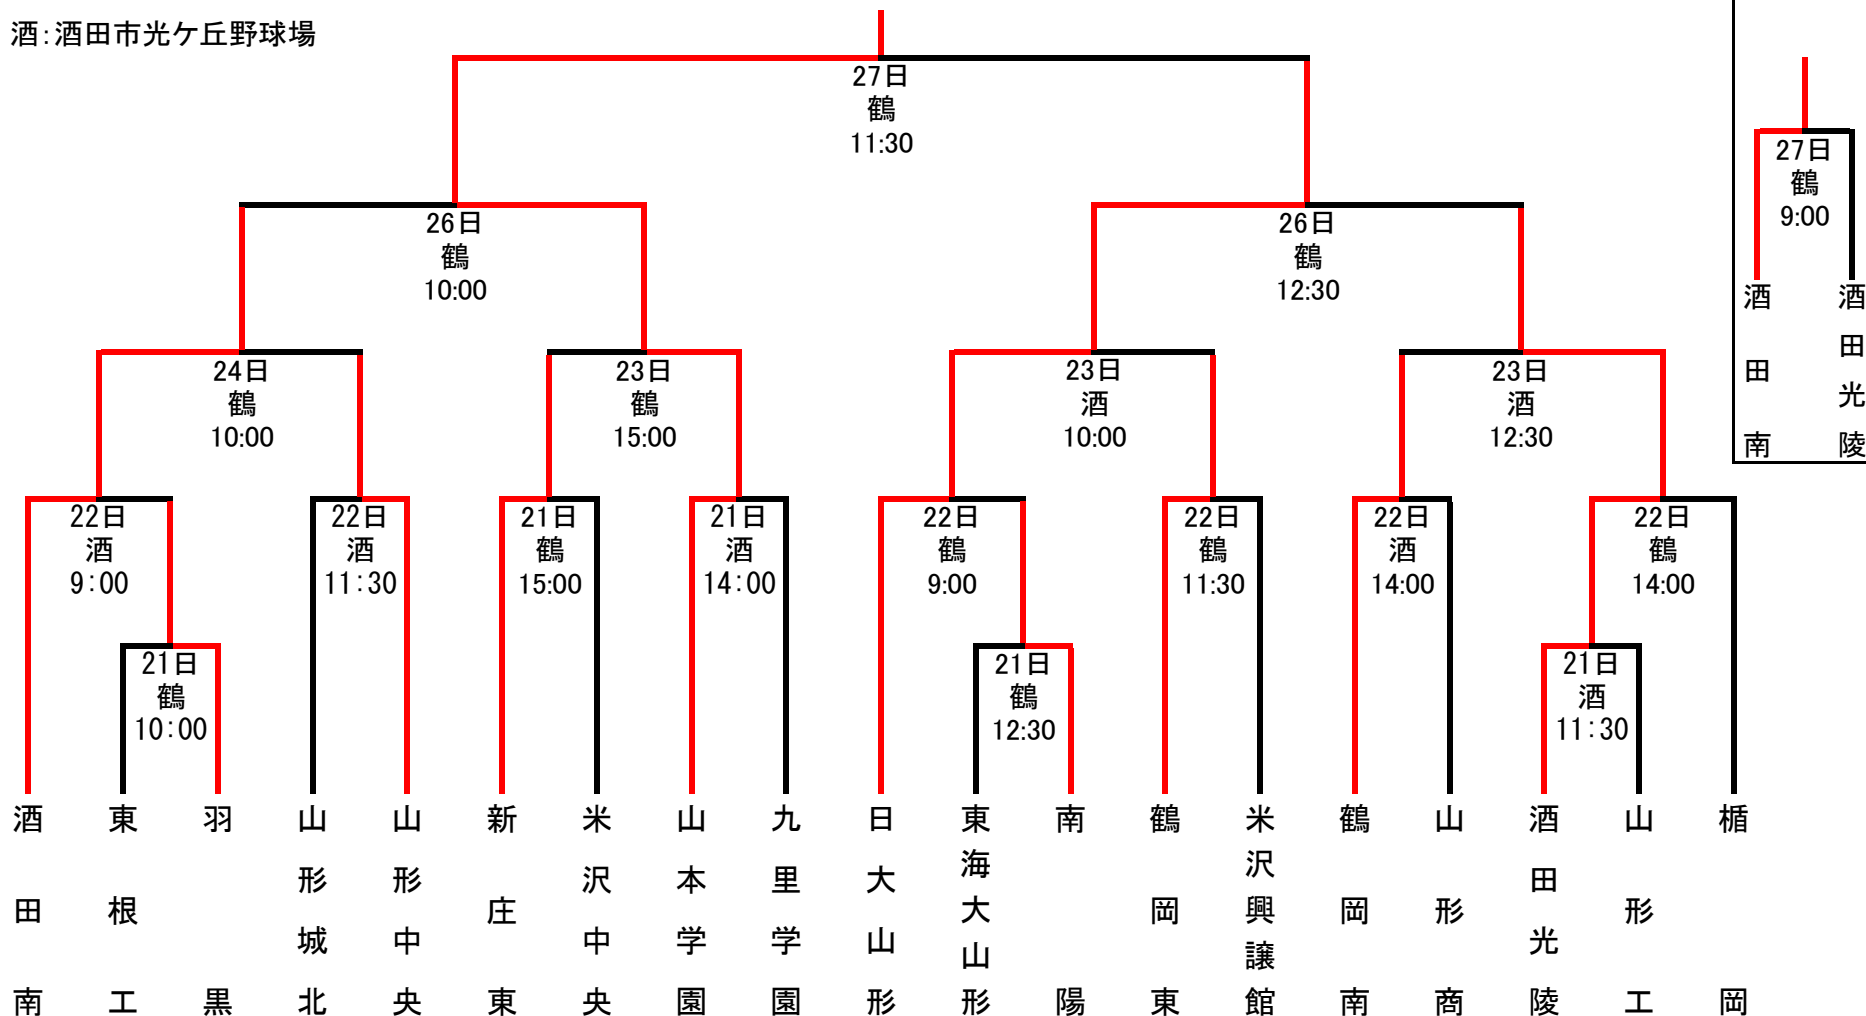 酒:酒田市光ケ丘野球場
27日
鶴
11:30
27日
鶴
9:00
酒田南
酒田光陵
26日
鶴
10:00
26日
鶴
12:30
24日
鶴
10:00
23日
鶴
15:00
23日
酒
10:00
23日
酒
12:30
22日
酒
9:00
22日
酒
11:30
21日
鶴
15:00
21日
酒
14:00
22日
鶴
9:00
22日
鶴
11:30
22日
酒
14:00
22日
鶴
14:00
21日
鶴
10:00
21日
鶴
12:30
21日
酒
11:30
酒田南
東根工
羽黒
山形城北
山形中央
新庄東
米沢中央
山本学園
九里学園
日大山形
東海大山形
南陽
鶴岡東
米沢興譲館
鶴岡南
山形商
酒田光陵
山形工
楯岡